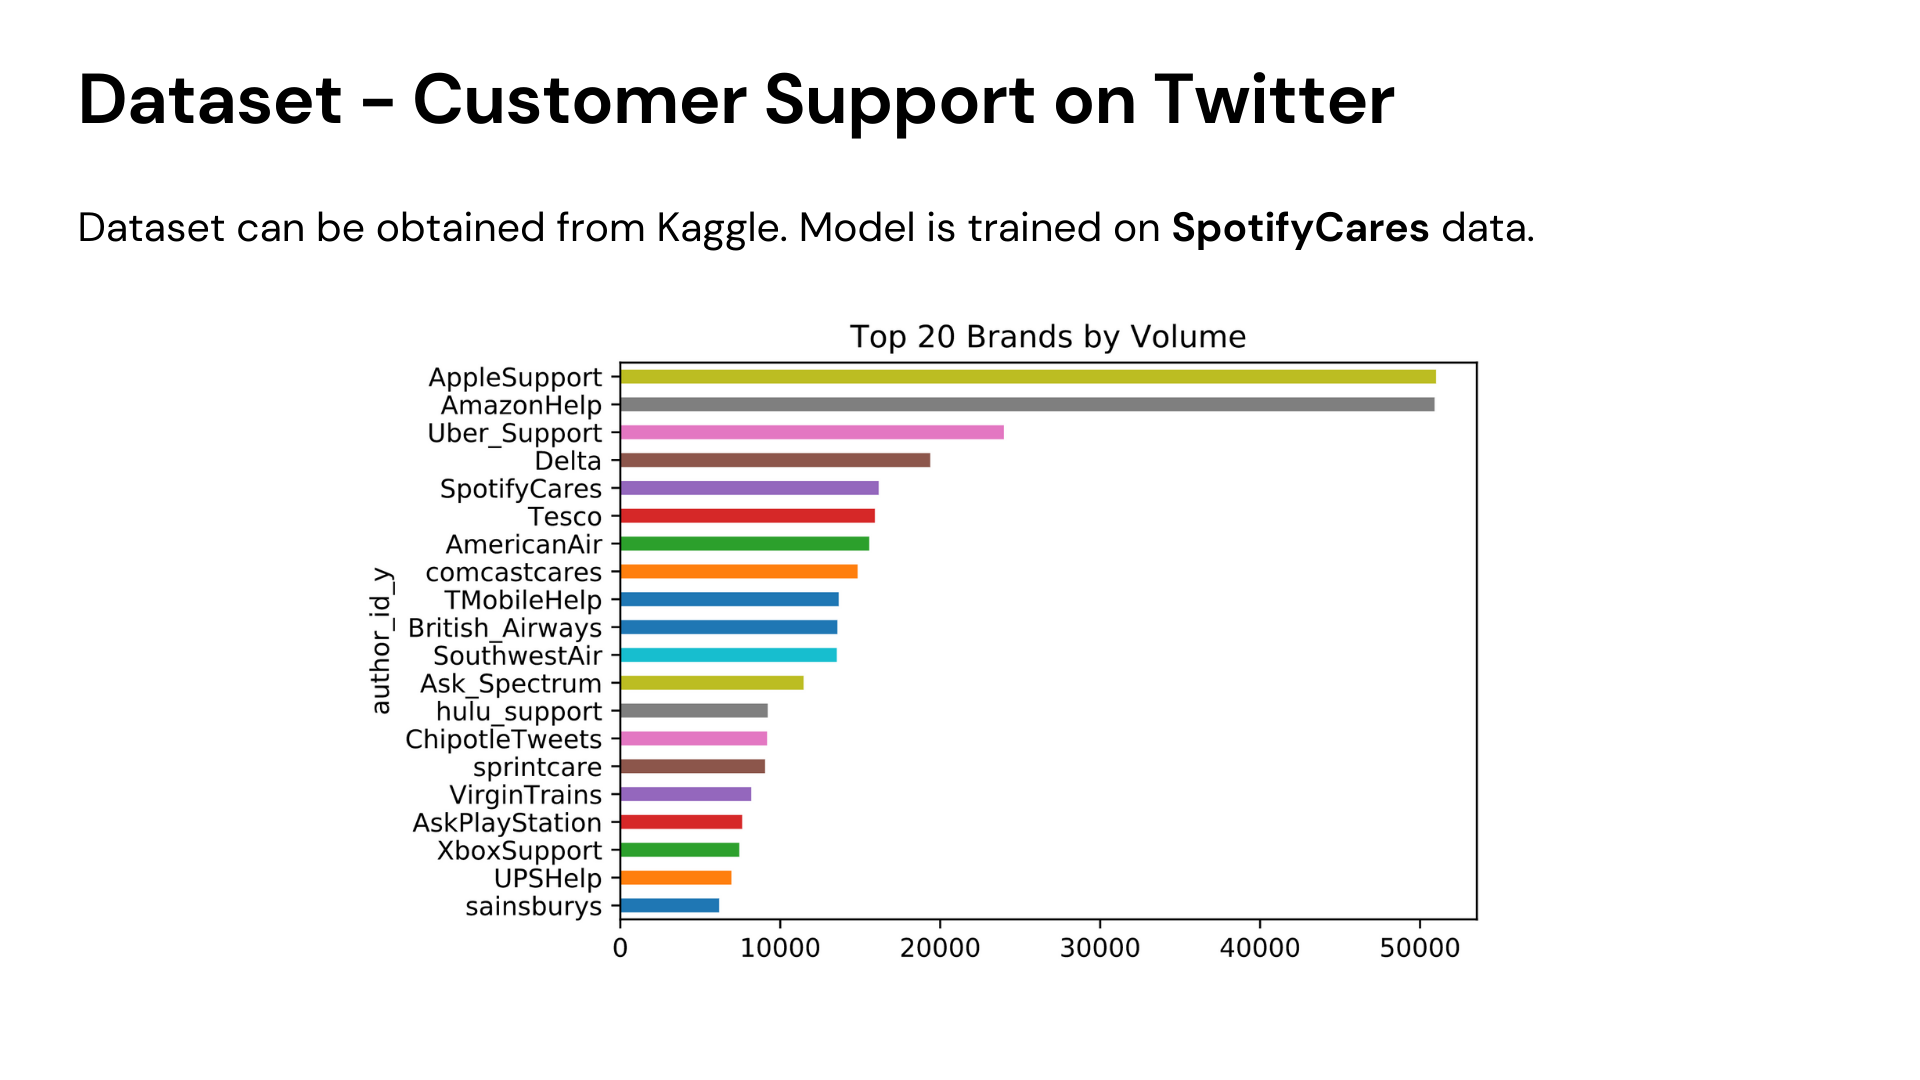 Dataset - Customer Support on Twitter
Dataset can be obtained from Kaggle. Model is trained on SpotifyCares data.
Top 20 Brands by Volume
author_id_y
AppleSupport
AmazonHelp
Uber_Support
Delta
SpotifyCares
Tesco
AmericanAir
comcastcares
TMobileHelp
British_Airways
SouthwestAir
Ask_Spectrum
hulu_support
ChipotleTweets
sprintcare
VirginTrains
AskPlayStation
XboxSupport
UPSHelp
sainsburys
0 10000 20000 30000 40000 50000